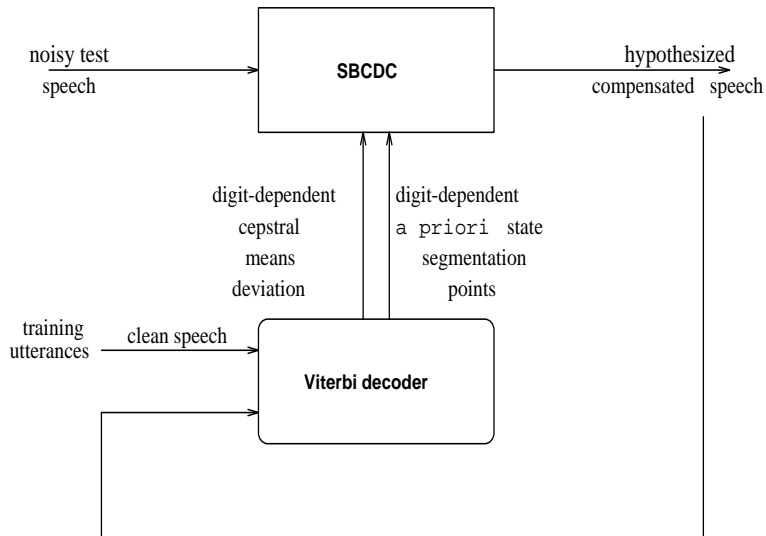 noisy test
speech
SBCDC
hypothesized
compensated speech
digit-dependent
cepstral
means
deviation
digit-dependent
a priori state
segmentation
points
training
utterances
clean speech
Viterbi decoder